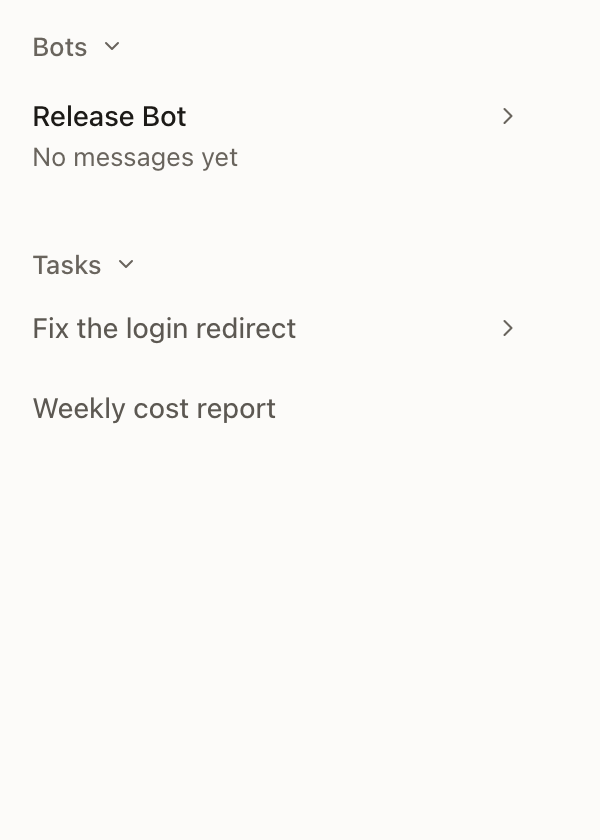 Bots
Release Bot
No messages yet
Tasks
Fix the login redirect
Weekly cost report